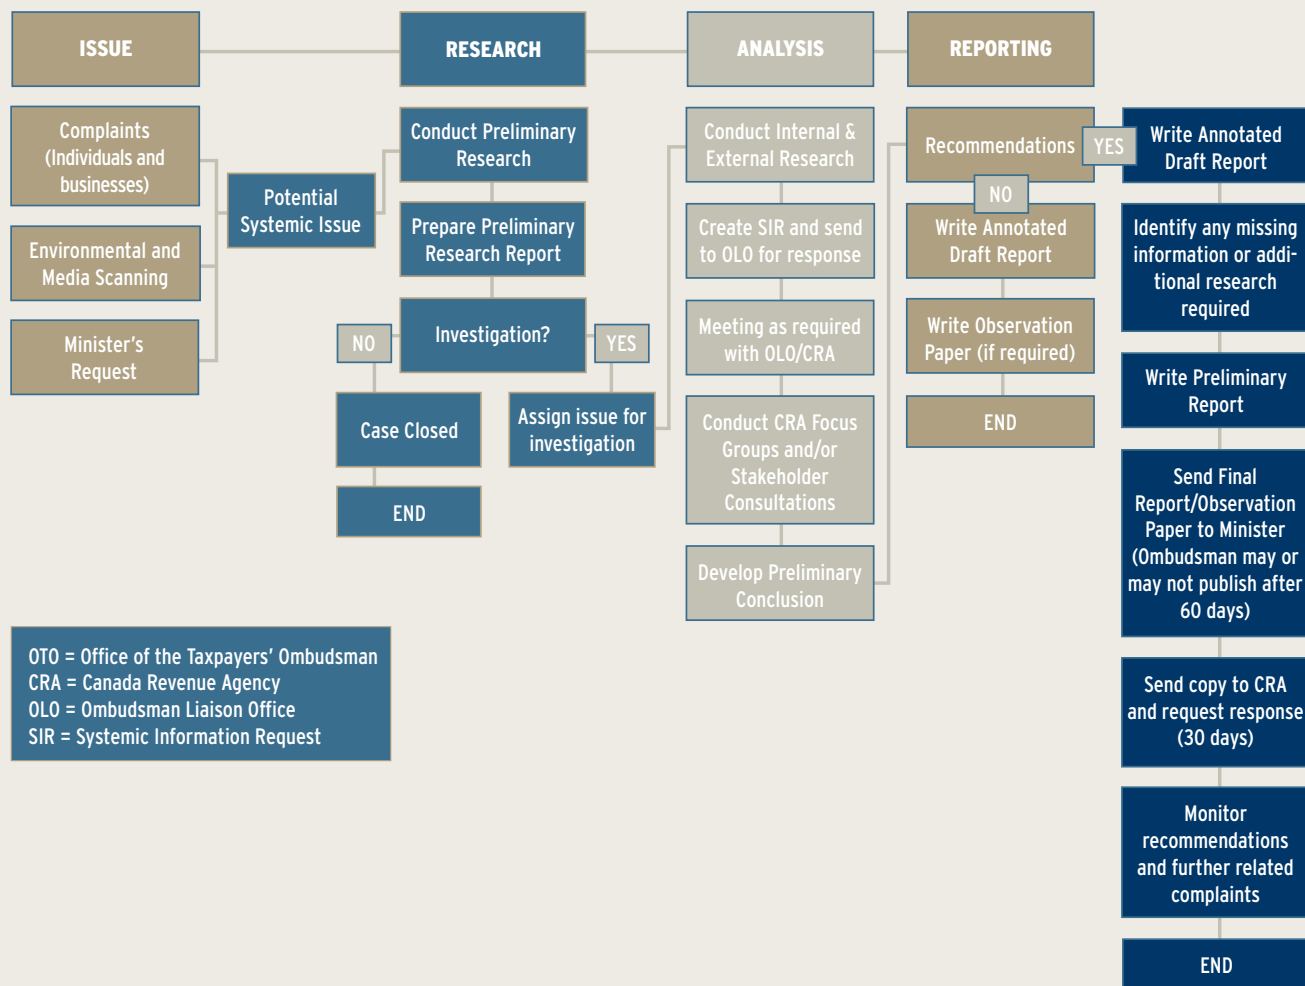 ISSUE
RESEARCH
ANALYSIS
REPORTING
Complaints
(Individuals and
businesses)
Environmental and
Media Scanning
Minister's
Request
Potential
Systemic Issue
Conduct Preliminary
Research
Prepare Preliminary
Research Report
Investigation?
NO
YES
Case Closed
END
Assign issue for
investigation
Conduct Internal &
External Research
Create SIR and send
to OLO for response
Meeting as required
with OLO/CRA
Conduct CRA Focus
Groups and/or
Stakeholder
Consultations
Develop Preliminary
Conclusion
Recommendations
YES
NO
Write Annotated
Draft Report
Write Observation
Paper (if required)
END
Write Annotated
Draft Report
Identify any missing
information or addi-
tional research
required
Write Preliminary
Report
Send Final
Report/Observation
Paper to Minister
(Ombudsman may or
may not publish after
60 days)
Send copy to CRA
and request response
(30 days)
Monitor
recommendations
and further related
complaints
END
OTO = Office of the Taxpayers' Ombudsman
CRA = Canada Revenue Agency
OLO = Ombudsman Liaison Office
SIR = Systemic Information Request